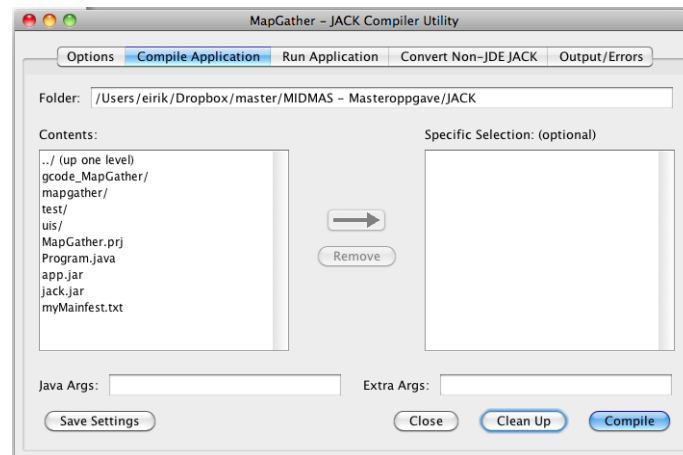 MapGather – JACK Compiler Utility
Options Compile Application Run Application Convert Non-JDE JACK Output/Errors
Folder: /Users/eirik/Dropbox/master/MIDMAS – Masteroppgave/JACK
Contents: Specific Selection: (optional)
../ (up one level)
gcode_MapGather/
mapgather/
test/
uis/
MapGather.prj
Program.java
app.jar
jack.jar
myMainfest.txt
Remove
Java Args: Extra Args:
Save Settings Close Clean Up Compile